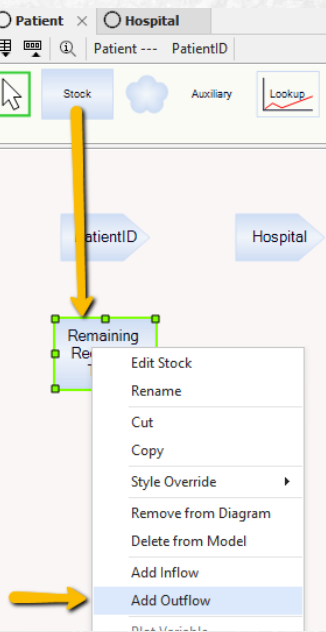 Patient × Hospital
Patient --- PatientID
Stock Auxiliary Lookup
PatientID Hospital
Remaining
Edit Stock
Rename
Cut
Copy
Style Override
Remove from Diagram
Delete from Model
Add Inflow
Add Outflow